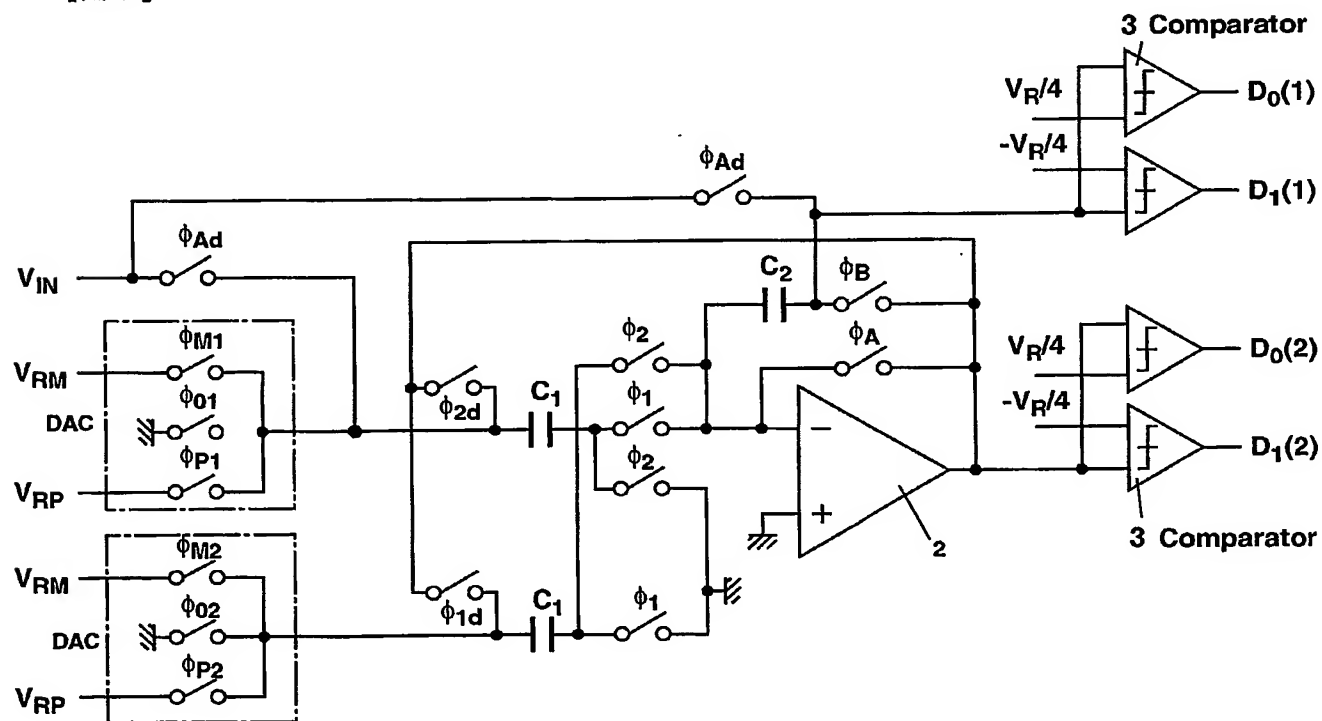 3 Comparator
V_R/4
D_0(1)
-V_R/4
D_1(1)
ϕ_Ad
ϕ_Ad
V_IN
C_2
ϕ_B
ϕ_M1
ϕ_2
ϕ_A
V_R/4
D_0(2)
V_RM
ϕ_01
C_1
ϕ_1
-V_R/4
DAC
ϕ_2d
D_1(2)
ϕ_P1
ϕ_2
−
V_RP
+
2
3 Comparator
ϕ_M2
V_RM
ϕ_02
ϕ_1d
C_1
ϕ_1
DAC
ϕ_P2
V_RP